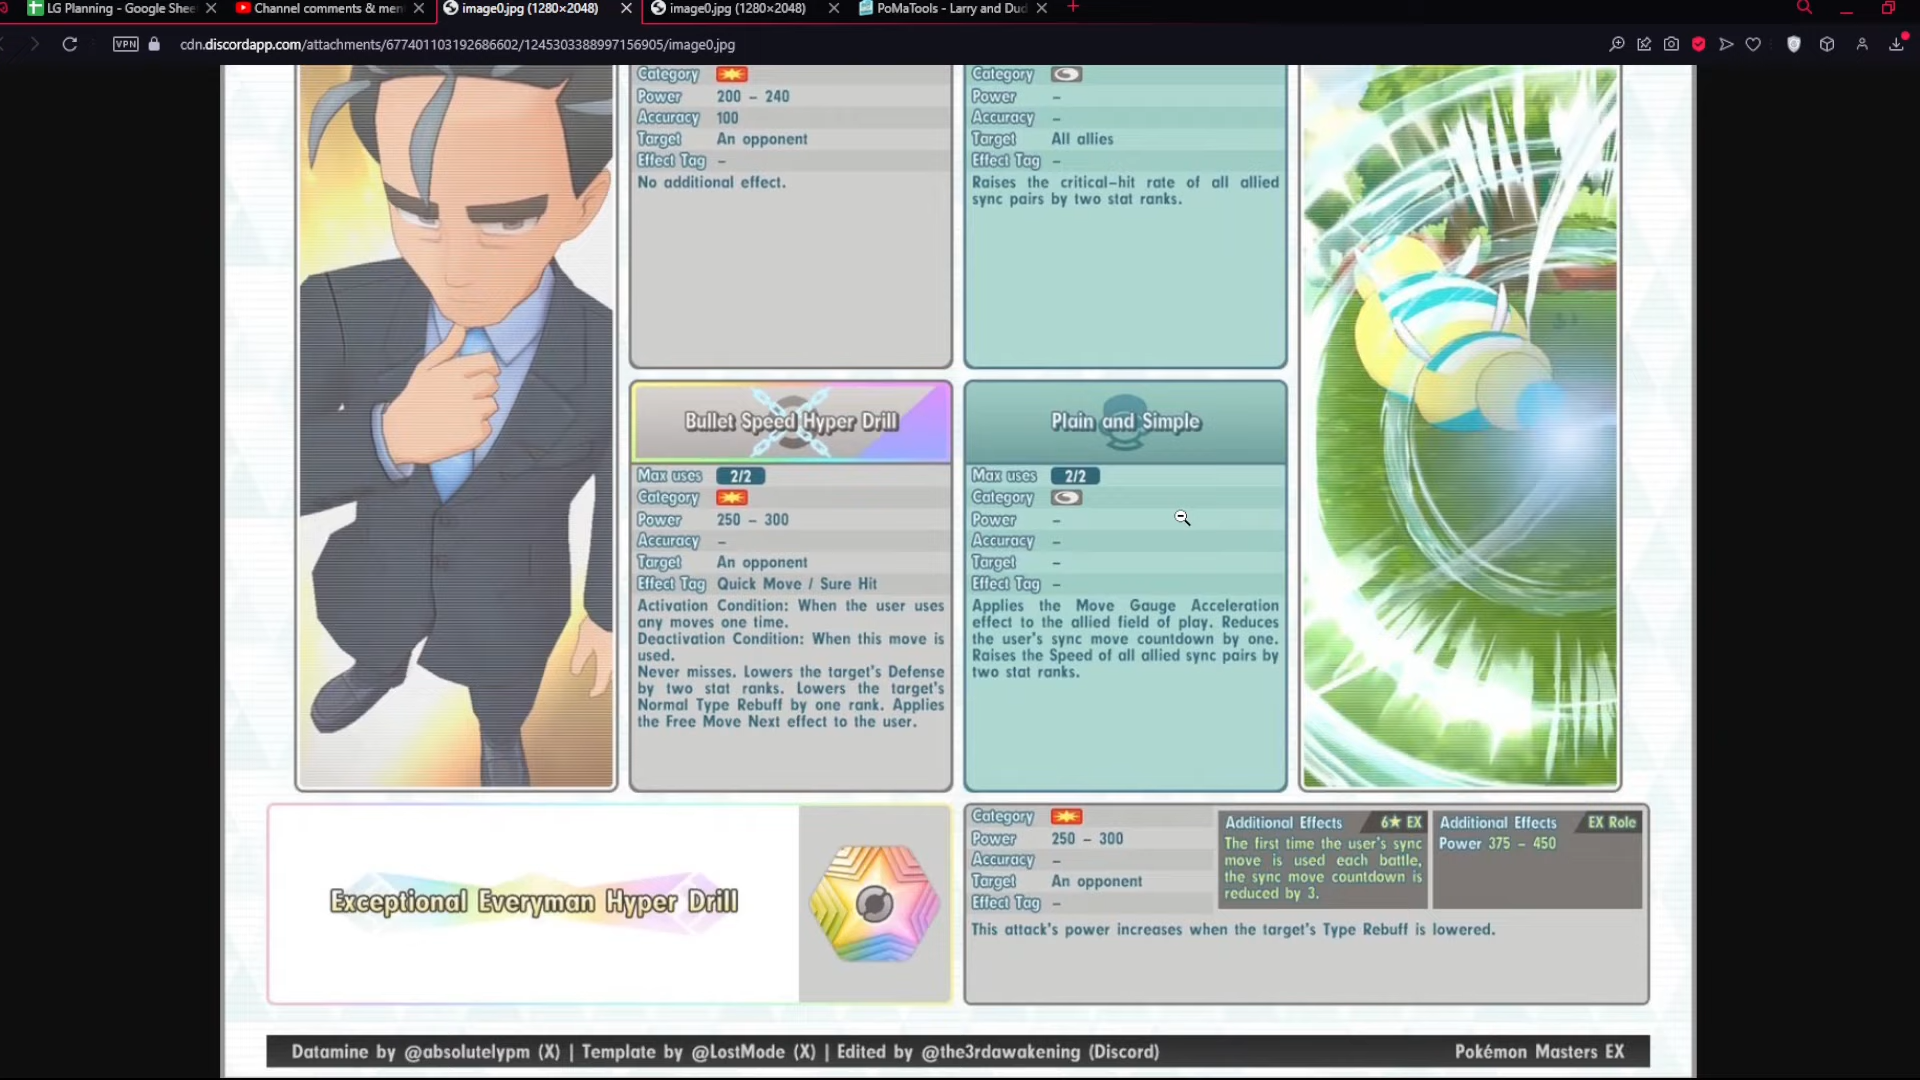 LG Planning - Google Shee
Channel comments & men
image0.jpg (1280×2048)
image0.jpg (1280×2048)
PoMaTools - Larry and Dud
VPN
cdn.discordapp.com/attachments/677401103192686602/1245303388997156905/image0.jpg
Category
Power 200 – 240
Accuracy 100
Target An opponent
Effect Tag –
No additional effect.
Category
Power –
Accuracy –
Target All allies
Effect Tag –
Raises the critical-hit rate of all allied
sync pairs by two stat ranks.
Bullet Speed Hyper Drill
Max uses 2/2
Category
Power 250 – 300
Accuracy –
Target An opponent
Effect Tag Quick Move / Sure Hit
Activation Condition: When the user uses
any moves one time.
Deactivation Condition: When this move is
used.
Never misses. Lowers the target's Defense
by two stat ranks. Lowers the target's
Normal Type Rebuff by one rank. Applies
the Free Move Next effect to the user.
Plain and Simple
Max uses 2/2
Category
Power –
Accuracy –
Target –
Effect Tag –
Applies the Move Gauge Acceleration
effect to the allied field of play. Reduces
the user's sync move countdown by one.
Raises the Speed of all allied sync pairs by
two stat ranks.
Exceptional Everyman Hyper Drill
Category
Power 250 – 300
Accuracy –
Target An opponent
Effect Tag –
Additional Effects 6★ EX
The first time the user's sync
move is used each battle,
the sync move countdown is
reduced by 3.
Additional Effects EX Role
Power 375 – 450
This attack's power increases when the target's Type Rebuff is lowered.
Datamine by @absolutelypm (X) | Template by @LostMode (X) | Edited by @the3rdawakening (Discord)
Pokémon Masters EX